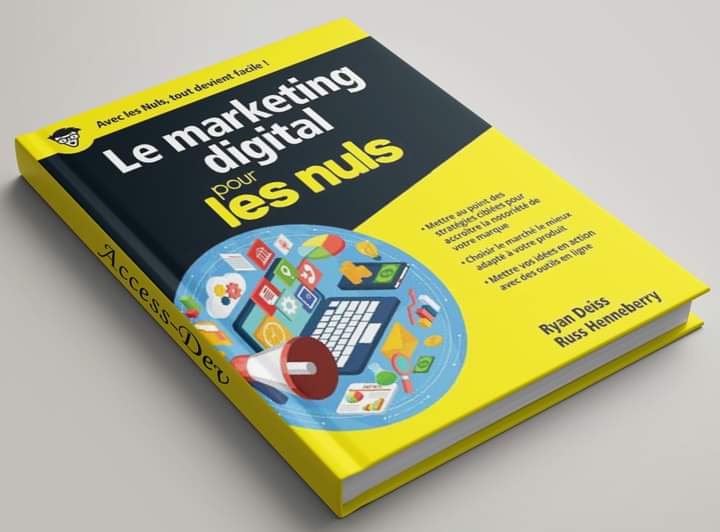 Avec les Nuls, tout devient facile !
Le marketing
digital
pour
les nuls
• Mettre au point des
stratégies ciblées pour
accroître la notoriété de
votre marque
• Choisir le marché le mieux
adapté à votre produit
• Mettre vos idées en action
avec des outils en ligne
Ryan Deiss
Russ Henneberry
Access-Dev